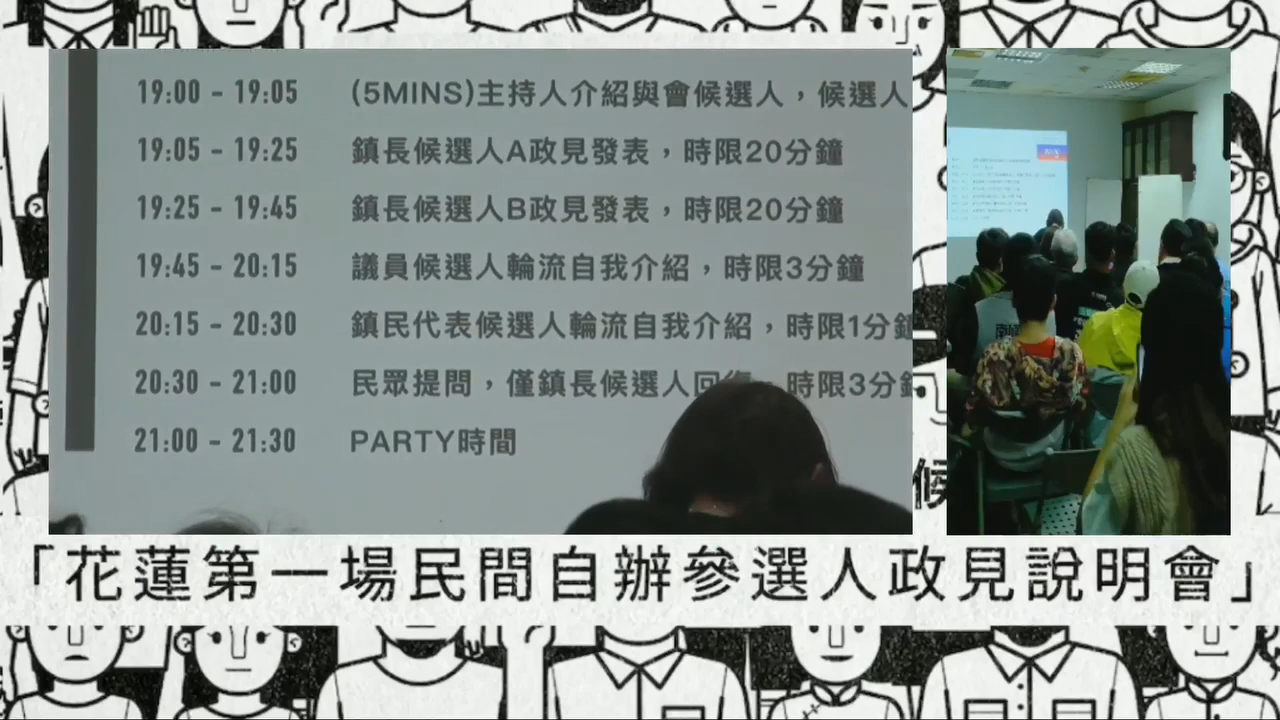 19:00 - 19:05 (5MINS)主持人介紹與會候選人，候選人
19:05 - 19:25 鎮長候選人A政見發表，時限20分鐘
19:25 - 19:45 鎮長候選人B政見發表，時限20分鐘
19:45 - 20:15 議員候選人輪流自我介紹，時限3分鐘
20:15 - 20:30 鎮民代表候選人輪流自我介紹，時限1分鐘
20:30 - 21:00 民眾提問，僅鎮長候選人回 時限3分鐘
21:00 - 21:30 PARTY時間
候
「花蓮第一場民間自辦參選人政見說明會」